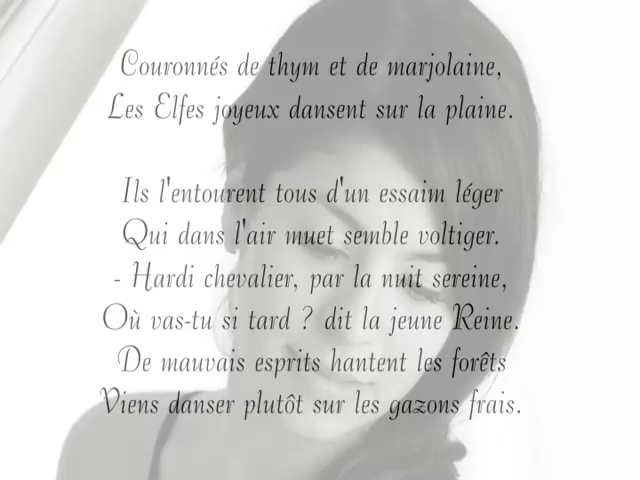 Couronnés de thym et de marjolaine,
Les Elfes joyeux dansent sur la plaine.
Ils l'entourent tous d'un essaim léger
Qui dans l'air muet semble voltiger.
- Hardi chevalier, par la nuit sereine,
Où vas-tu si tard ? dit la jeune Reine.
De mauvais esprits hantent les forêts
Viens danser plutôt sur les gazons frais.